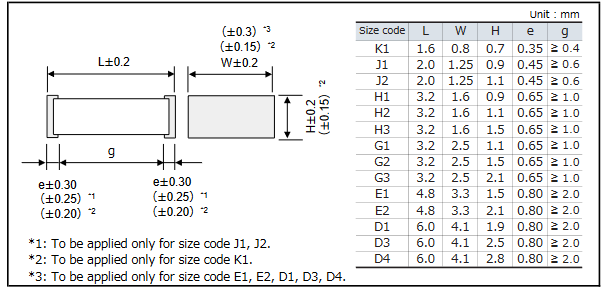 Unit : mm
(±0.3) *3
(±0.15) *2
L±0.2 W±0.2
H±0.2
(±0.15) *2
g
e±0.30 e±0.30
(±0.25) *1 (±0.25) *1
(±0.20) *2 (±0.20) *2
*1: To be applied only for size code J1, J2.
*2: To be applied only for size code K1.
*3: To be applied only for size code E1, E2, D1, D3, D4.
Size code L W H e g
K1 1.6 0.8 0.7 0.35 ≧ 0.4
J1 2.0 1.25 0.9 0.45 ≧ 0.6
J2 2.0 1.25 1.1 0.45 ≧ 0.6
H1 3.2 1.6 0.9 0.65 ≧ 1.0
H2 3.2 1.6 1.1 0.65 ≧ 1.0
H3 3.2 1.6 1.5 0.65 ≧ 1.0
G1 3.2 2.5 1.1 0.65 ≧ 1.0
G2 3.2 2.5 1.5 0.65 ≧ 1.0
G3 3.2 2.5 2.1 0.65 ≧ 1.0
E1 4.8 3.3 1.5 0.80 ≧ 2.0
E2 4.8 3.3 2.1 0.80 ≧ 2.0
D1 6.0 4.1 1.9 0.80 ≧ 2.0
D3 6.0 4.1 2.5 0.80 ≧ 2.0
D4 6.0 4.1 2.8 0.80 ≧ 2.0